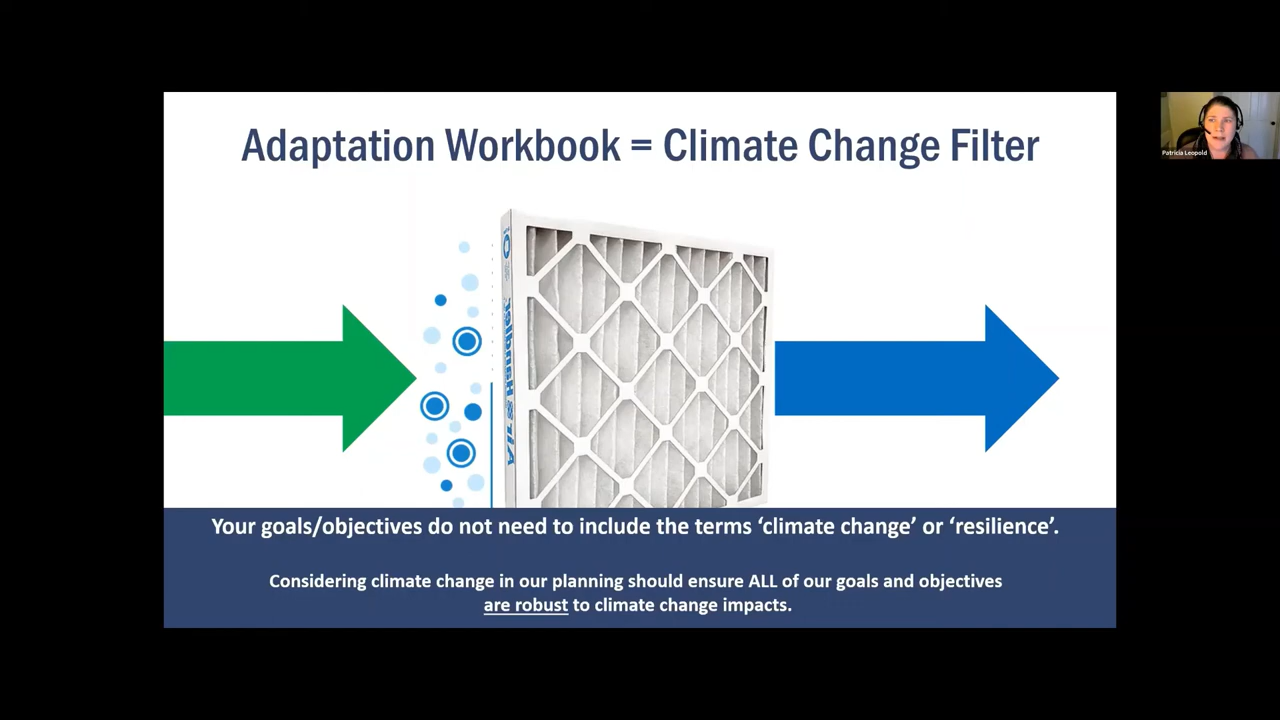 Adaptation Workbook = Climate Change Filter
Patricia Leopold
Your goals/objectives do not need to include the terms ‘climate change’ or ‘resilience’.
Considering climate change in our planning should ensure ALL of our goals and objectives
are robust to climate change impacts.